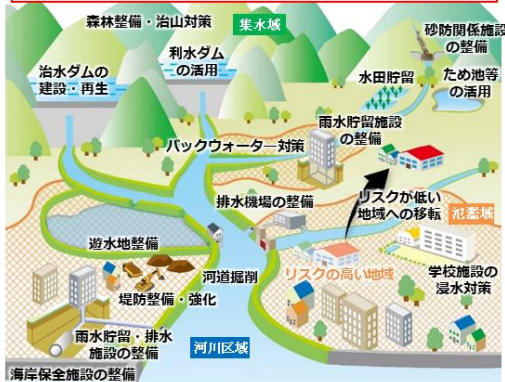 森林整備・治山対策
集水域
砂防関係施設
の整備
利水ダム
の活用
治水ダムの
建設・再生
水田貯留
ため池等
の活用
雨水貯留施設
の整備
バックウォーター対策
排水機場の整備
リスクが低い
地域への移転
氾濫域
遊水地整備
河道掘削
リスクの高い地域
学校施設の
浸水対策
堤防整備・強化
雨水貯留・排水
施設の整備
河川区域
海岸保全施設の整備